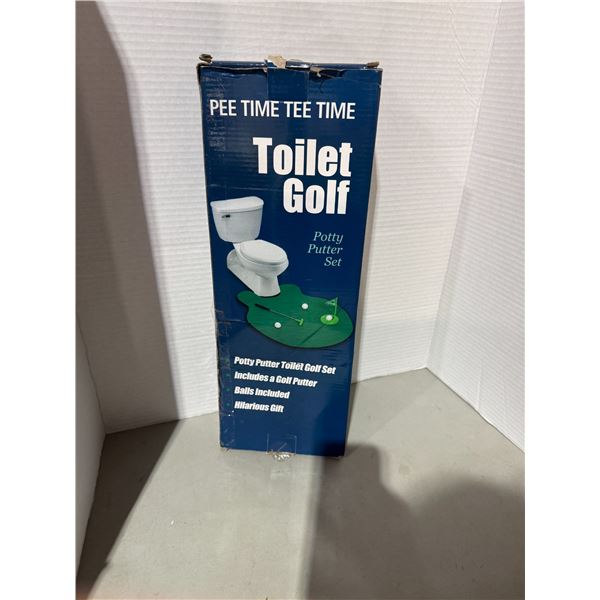 PEE TIME TEE TIME
Toilet
Golf
Potty
Putter
Set
Potty Putter Toilet Golf Set
Includes a Golf Putter
Balls Included
Hilarious Gift